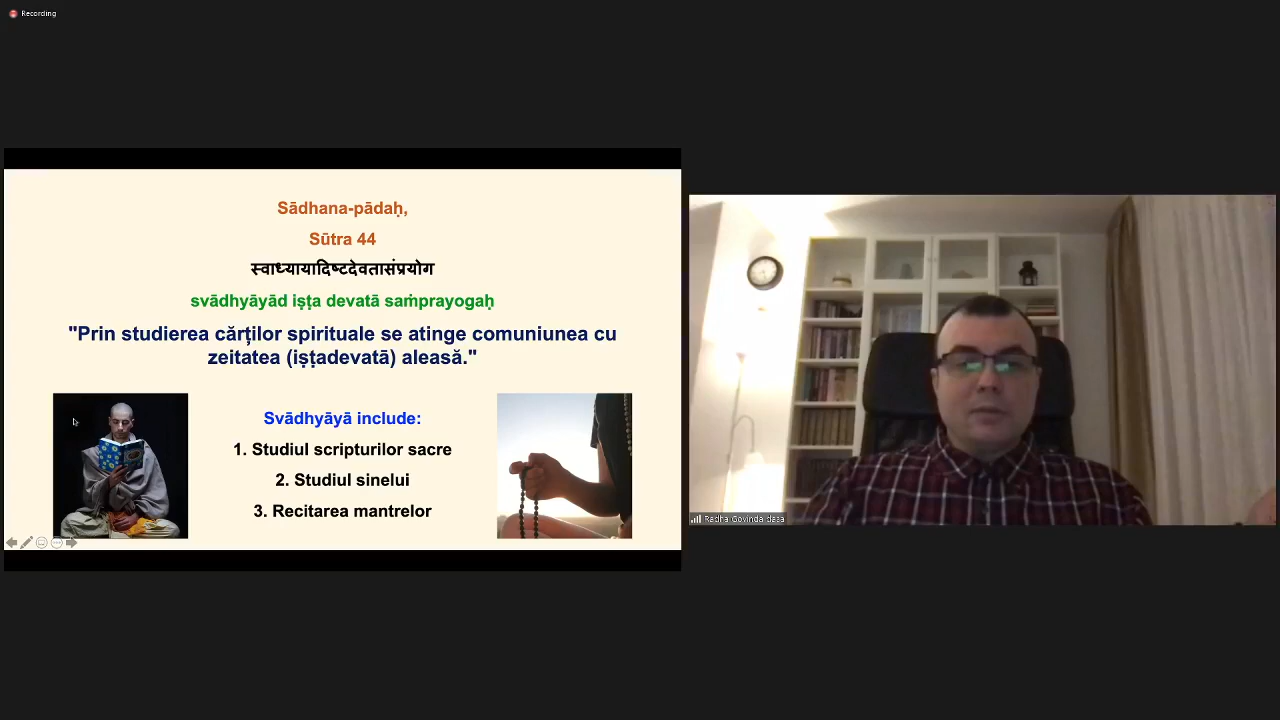 Recording
Sādhana-pādaḥ,
Sūtra 44
स्वाध्यायादिष्टदेवतासंप्रयोग
svādhyāyād iṣṭa devatā saṁprayogaḥ
"Prin studierea cărților spirituale se atinge comuniunea cu
zeitatea (iṣṭadevatā) aleasă."
Svādhyāyā include:
1. Studiul scripturilor sacre
2. Studiul sinelui
3. Recitarea mantrelor
Radha Govinda dasa